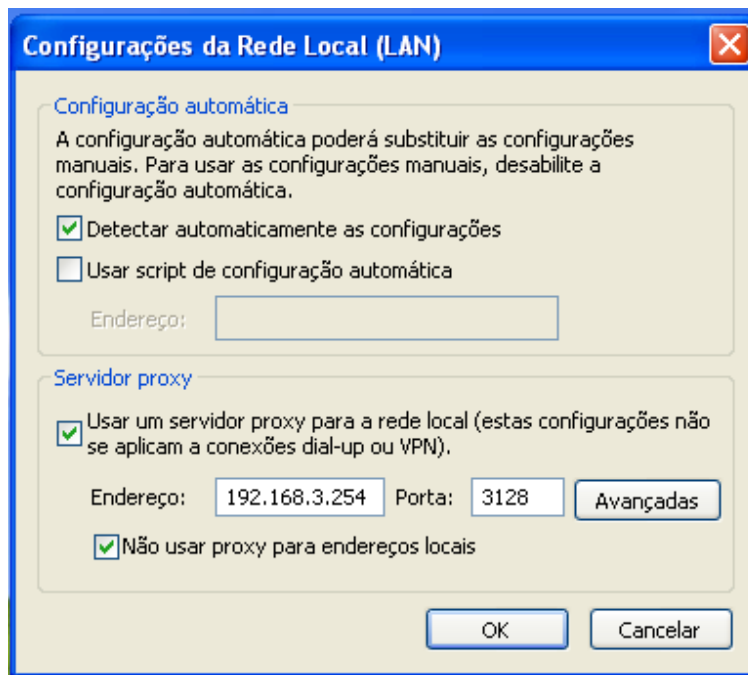 Configurações da Rede Local (LAN)
Configuração automática
A configuração automática poderá substituir as configurações
manuais. Para usar as configurações manuais, desabilite a
configuração automática.
Detectar automaticamente as configurações
Usar script de configuração automática
Endereço:
Servidor proxy
Usar um servidor proxy para a rede local (estas configurações não
se aplicam a conexões dial-up ou VPN).
Endereço: 192.168.3.254 Porta: 3128 Avançadas
Não usar proxy para endereços locais
OK Cancelar